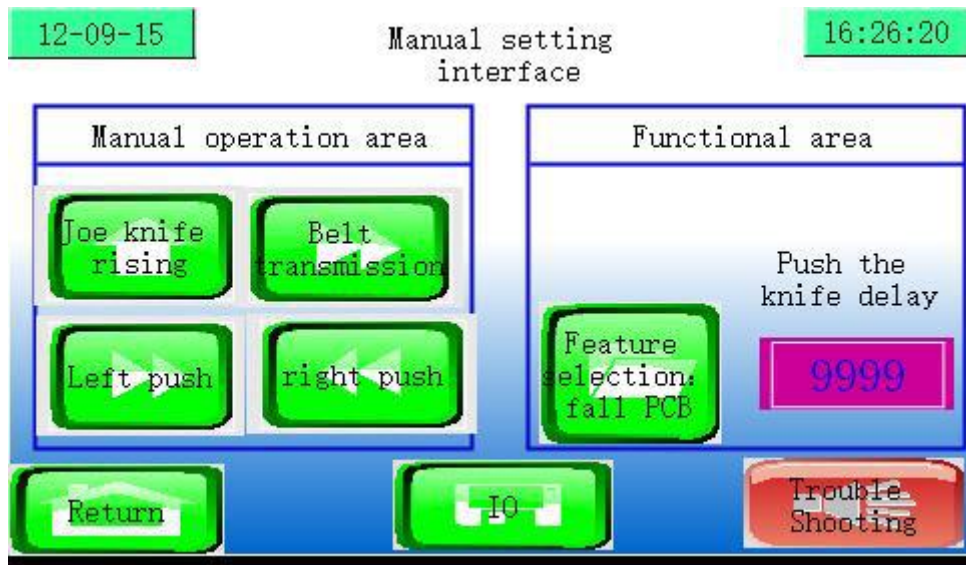 12-09-15
Manual setting
interface
16:26:20
Manual operation area
Joe knife
rising
Belt
transmission
Left push
right push
Functional area
Feature
selection:
fall PCB
Push the
knife delay
9999
Return
IO
Trouble
Shooting